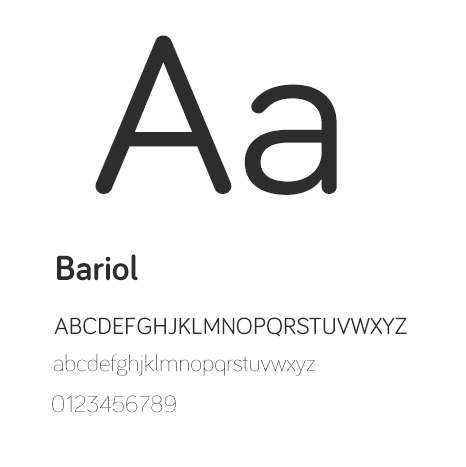 Aa
Bariol
ABCDEFGHJKLMNOPQRSTUVWXYZ
abcdefghjklmnopqrstuvwxyz
0123456789